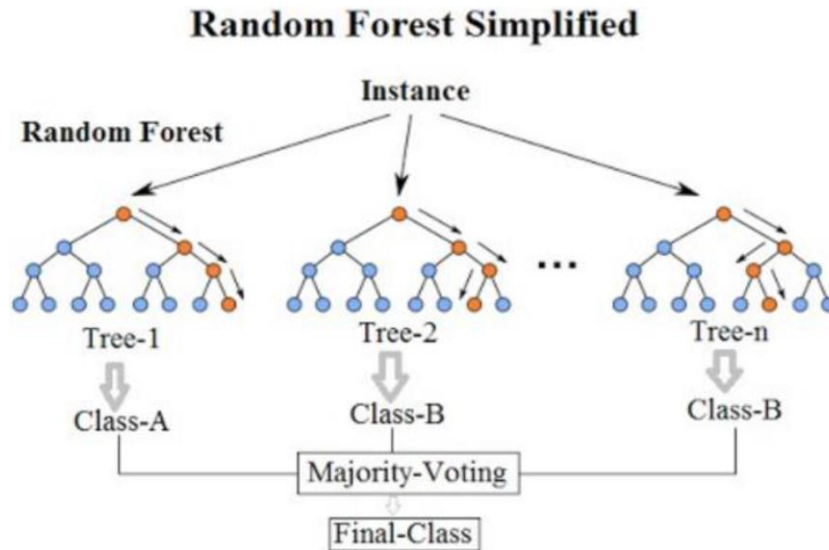 Random Forest Simplified
Instance
Random Forest
...
Tree-1
Tree-2
Tree-n
Class-A
Class-B
Class-B
Majority-Voting
Final-Class